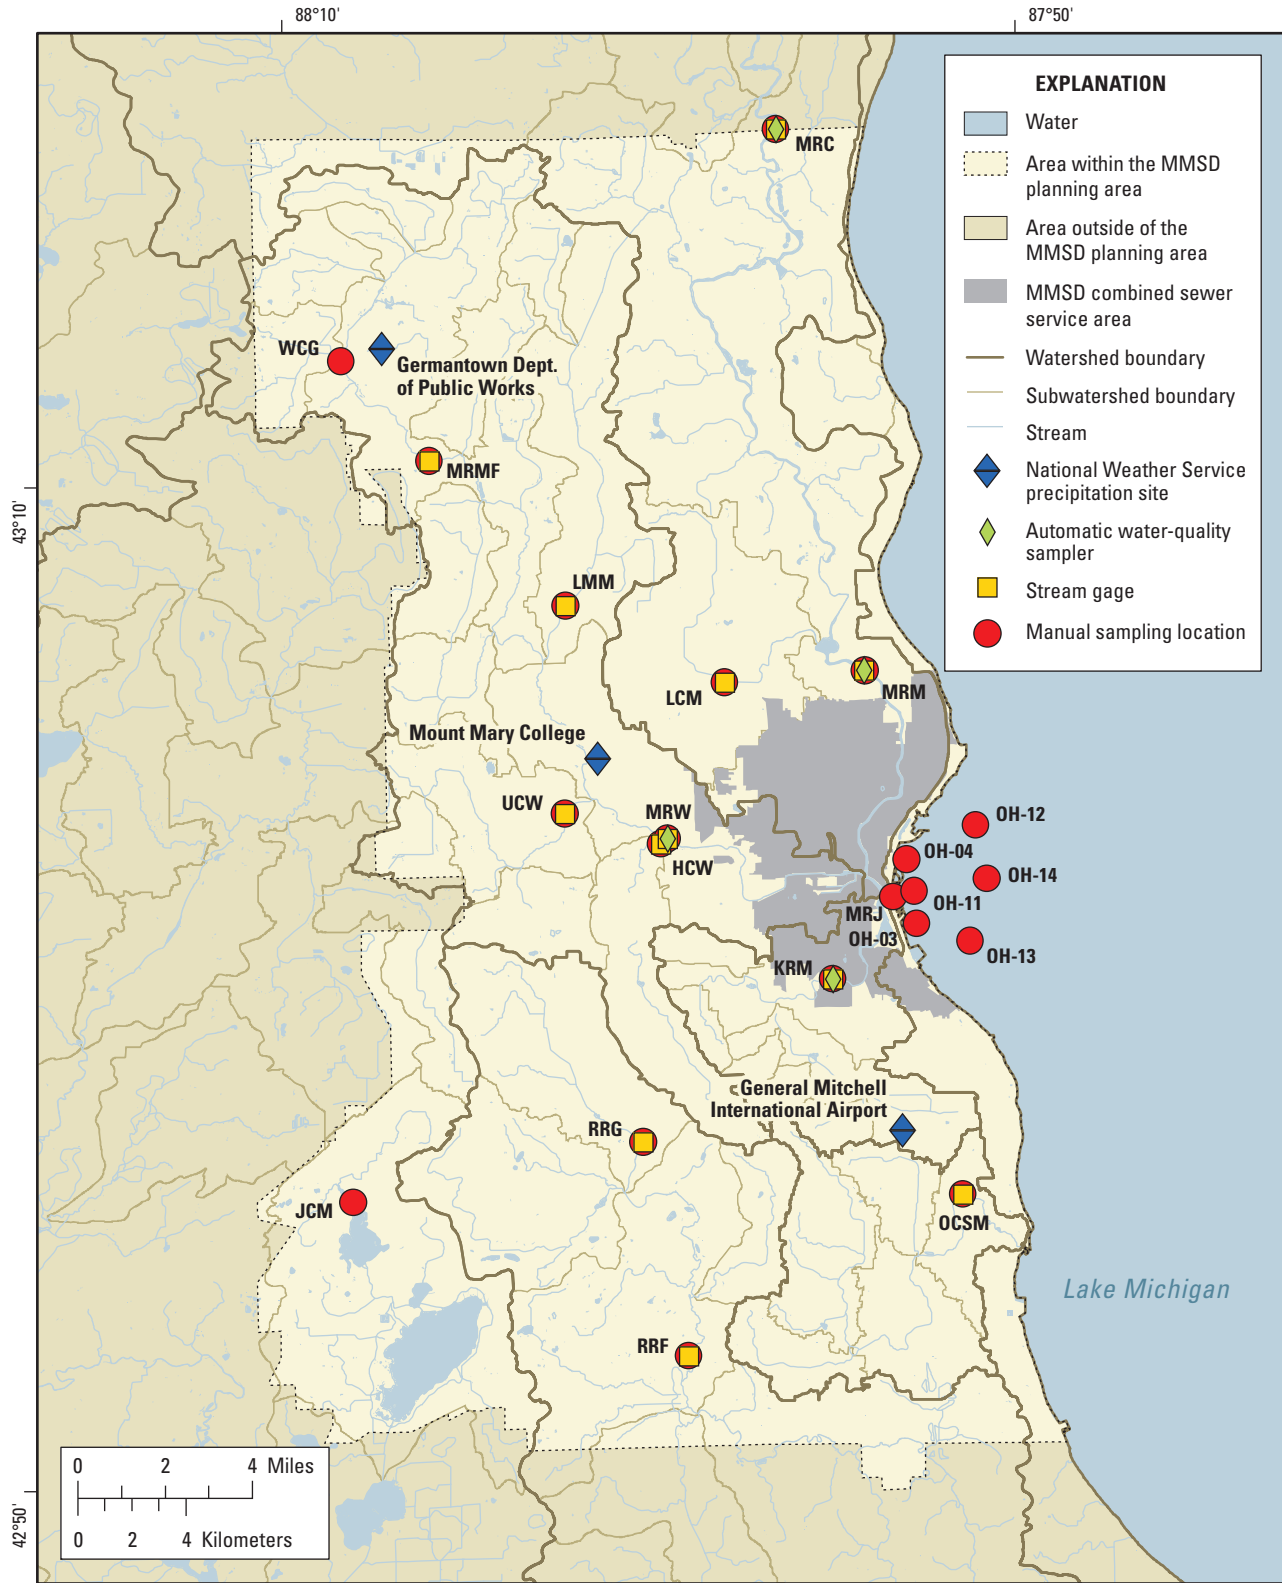 88°10'
87°50'
EXPLANATION
Water
Area within the MMSD
planning area
Area outside of the
MMSD planning area
MMSD combined sewer
service area
Watershed boundary
Subwatershed boundary
Stream
National Weather Service
precipitation site
Automatic water-quality
sampler
Stream gage
Manual sampling location
MRC
WCG
Germantown Dept.
of Public Works
MRMF
43°10'
LMM
LCM
MRM
Mount Mary College
UCW
MRW
HCW
OH-12
OH-04
OH-14
OH-11
MRJ
OH-03
OH-13
KRM
General Mitchell
International Airport
RRG
JCM
OCSM
Lake Michigan
RRF
0 2 4 Miles
0 2 4 Kilometers
42°50'